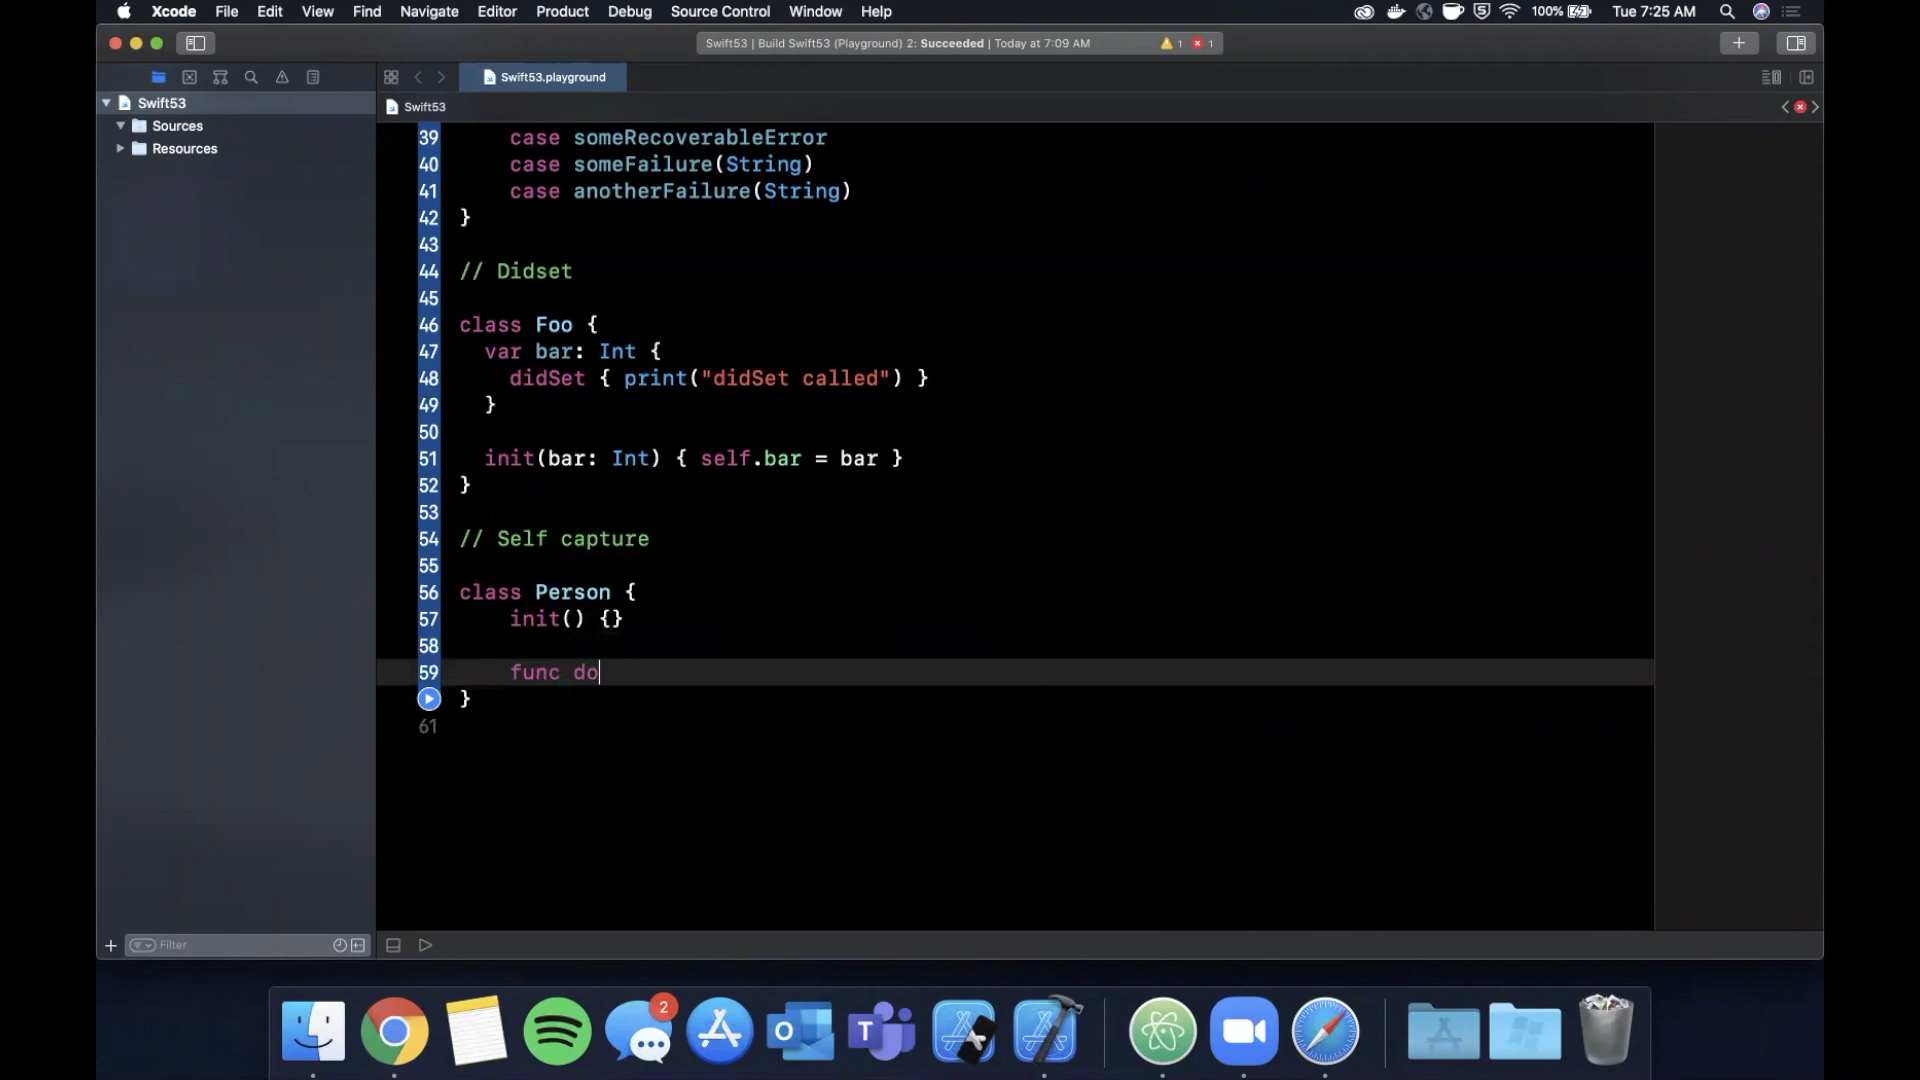 Xcode File Edit View Find Navigate Editor Product Debug Source Control Window Help
100% Tue 7:25 AM
Swift53 | Build Swift53 (Playground) 2: Succeeded | Today at 7:09 AM 1 1
Swift53.playground
Swift53
Sources
Resources
Swift53
39 case someRecoverableError
40 case someFailure(String)
41 case anotherFailure(String)
42 }
43
44 // Didset
45
46 class Foo {
47 var bar: Int {
48 didSet { print("didSet called") }
49 }
50
51 init(bar: Int) { self.bar = bar }
52 }
53
54 // Self capture
55
56 class Person {
57 init() {}
58
59 func do
}
61
Filter
2